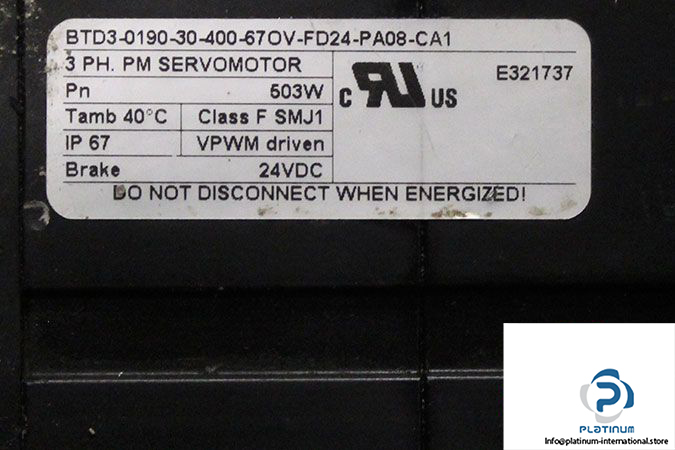 BTD3-0190-30-400-67OV-FD24-PA08-CA1
3 PH. PM SERVOMOTOR
Pn 503W
Tamb 40°C Class F SMJ1
IP 67 VPWM driven
Brake 24VDC
c RU US E321737
DO NOT DISCONNECT WHEN ENERGIZED!
PLATINUM
Info@platinum-international.store